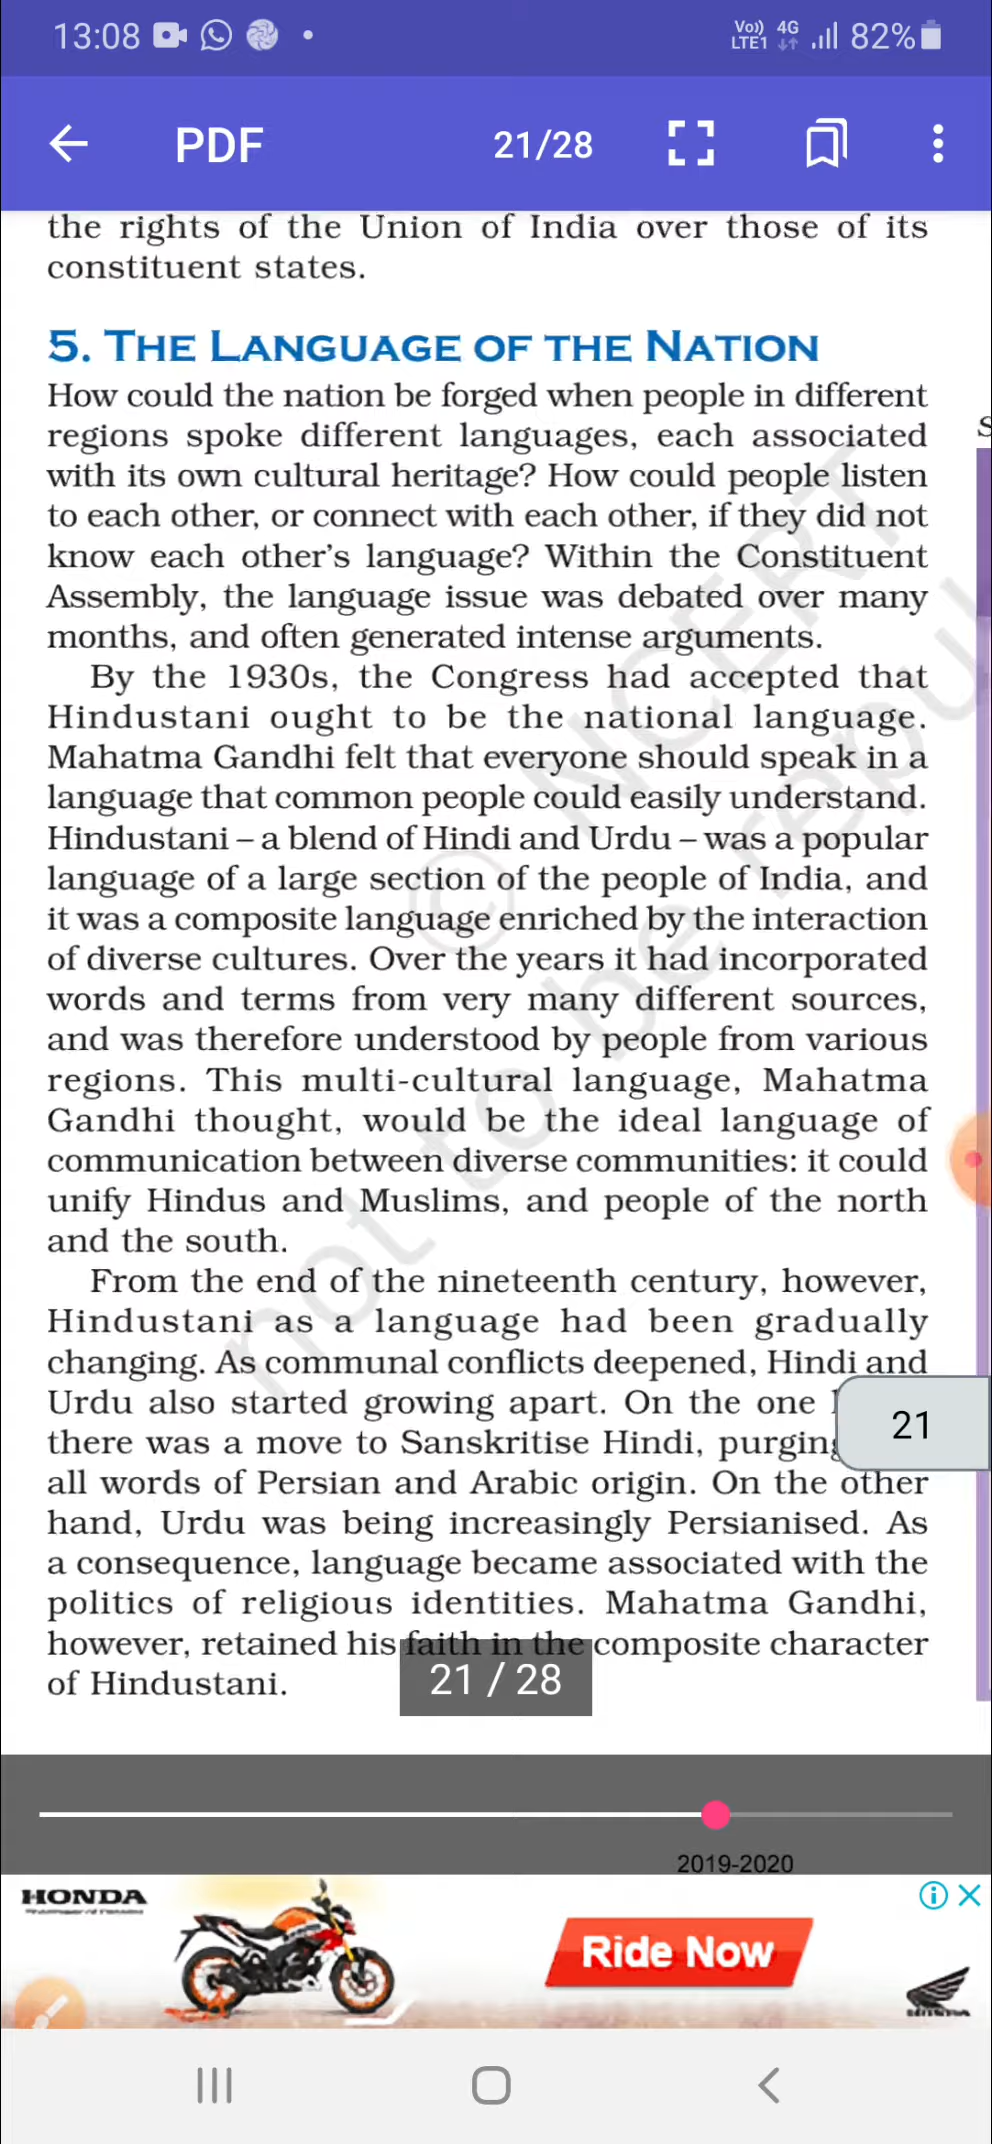 13:08
Vo)) 4G
LTE1
82%
PDF
21/28
the rights of the Union of India over those of its
constituent states.
5. THE LANGUAGE OF THE NATION
How could the nation be forged when people in different
regions spoke different languages, each associated
with its own cultural heritage? How could people listen
to each other, or connect with each other, if they did not
know each other's language? Within the Constituent
Assembly, the language issue was debated over many
months, and often generated intense arguments.
By the 1930s, the Congress had accepted that
Hindustani ought to be the national language.
Mahatma Gandhi felt that everyone should speak in a
language that common people could easily understand.
Hindustani – a blend of Hindi and Urdu – was a popular
language of a large section of the people of India, and
it was a composite language enriched by the interaction
of diverse cultures. Over the years it had incorporated
words and terms from very many different sources,
and was therefore understood by people from various
regions. This multi-cultural language, Mahatma
Gandhi thought, would be the ideal language of
communication between diverse communities: it could
unify Hindus and Muslims, and people of the north
and the south.
From the end of the nineteenth century, however,
Hindustani as a language had been gradually
changing. As communal conflicts deepened, Hindi and
Urdu also started growing apart. On the one
there was a move to Sanskritise Hindi, purging
all words of Persian and Arabic origin. On the other
hand, Urdu was being increasingly Persianised. As
a consequence, language became associated with the
politics of religious identities. Mahatma Gandhi,
however, retained his faith in the composite character
of Hindustani.
© NCERT
not to be repu
21
21 / 28
2019-2020
HONDA
Ride Now
HONDA